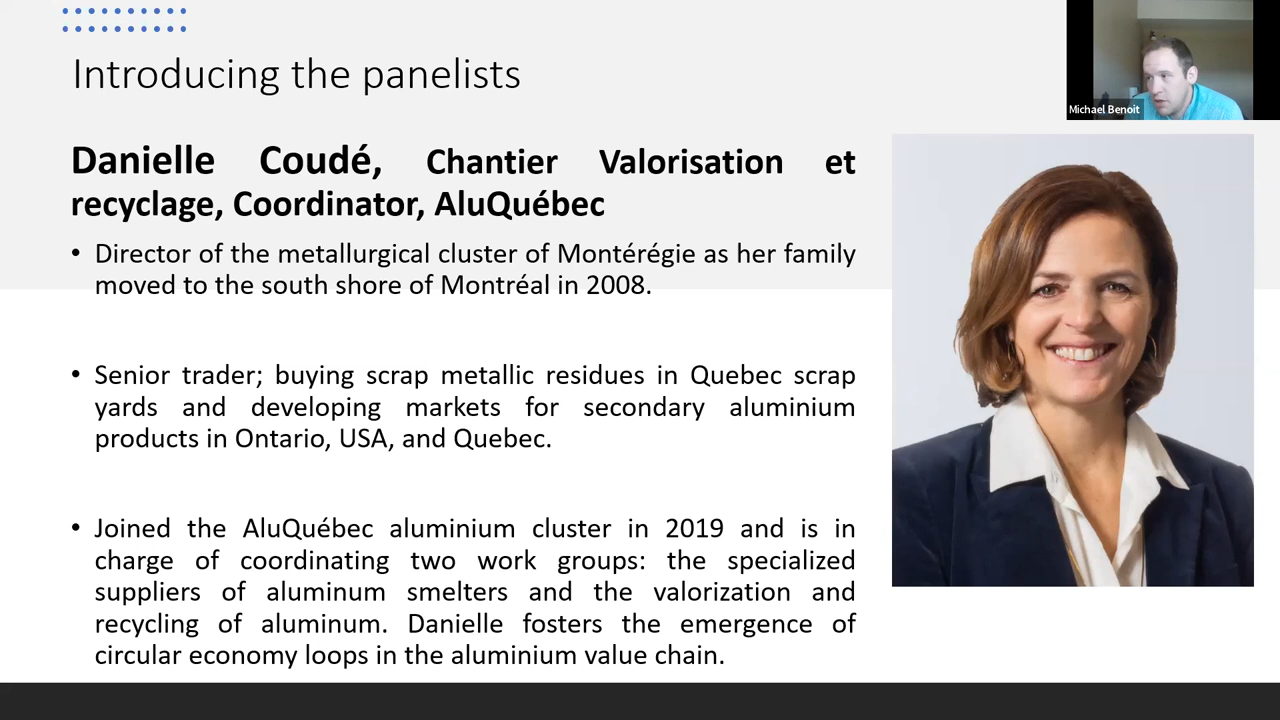 Introducing the panelists
Michael Benoit
Danielle Coudé, Chantier Valorisation et
recyclage, Coordinator, AluQuébec
• Director of the metallurgical cluster of Montérégie as her family
moved to the south shore of Montréal in 2008.
• Senior trader; buying scrap metallic residues in Quebec scrap
yards and developing markets for secondary aluminium
products in Ontario, USA, and Quebec.
• Joined the AluQuébec aluminium cluster in 2019 and is in
charge of coordinating two work groups: the specialized
suppliers of aluminum smelters and the valorization and
recycling of aluminum. Danielle fosters the emergence of
circular economy loops in the aluminium value chain.